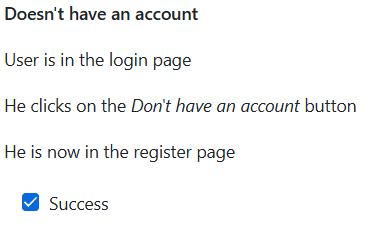 Doesn't have an account
User is in the login page
He clicks on the Don't have an account button
He is now in the register page
Success